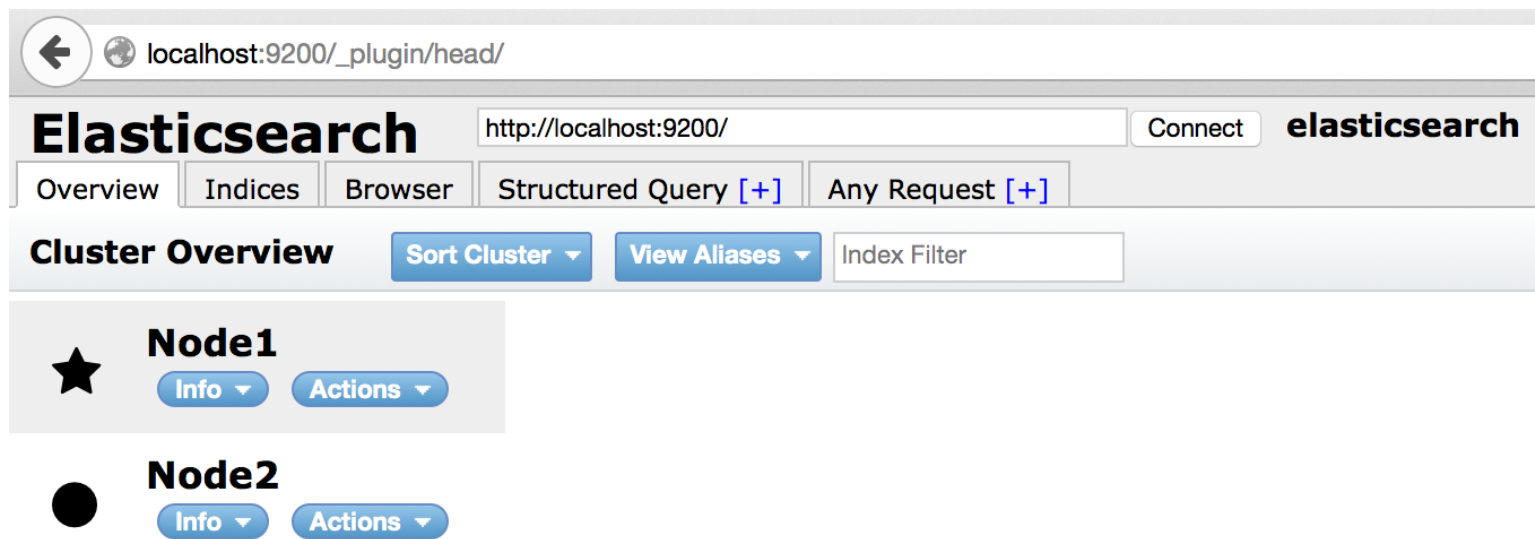 localhost:9200/_plugin/head/
Elasticsearch http://localhost:9200/ Connect elasticsearch
Overview Indices Browser Structured Query [+] Any Request [+]
Cluster Overview Sort Cluster View Aliases Index Filter
Node1
Info Actions
Node2
Info Actions